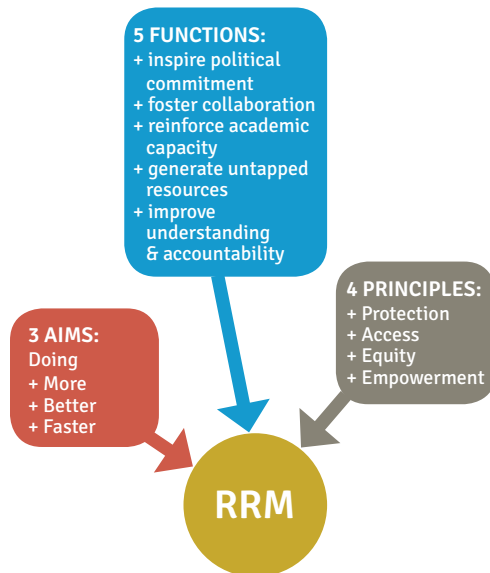 5 FUNCTIONS:
+ inspire political
commitment
+ foster collaboration
+ reinforce academic
capacity
+ generate untapped
resources
+ improve
understanding
& accountability
4 PRINCIPLES:
+ Protection
+ Access
+ Equity
+ Empowerment
3 AIMS:
Doing
+ More
+ Better
+ Faster
RRM